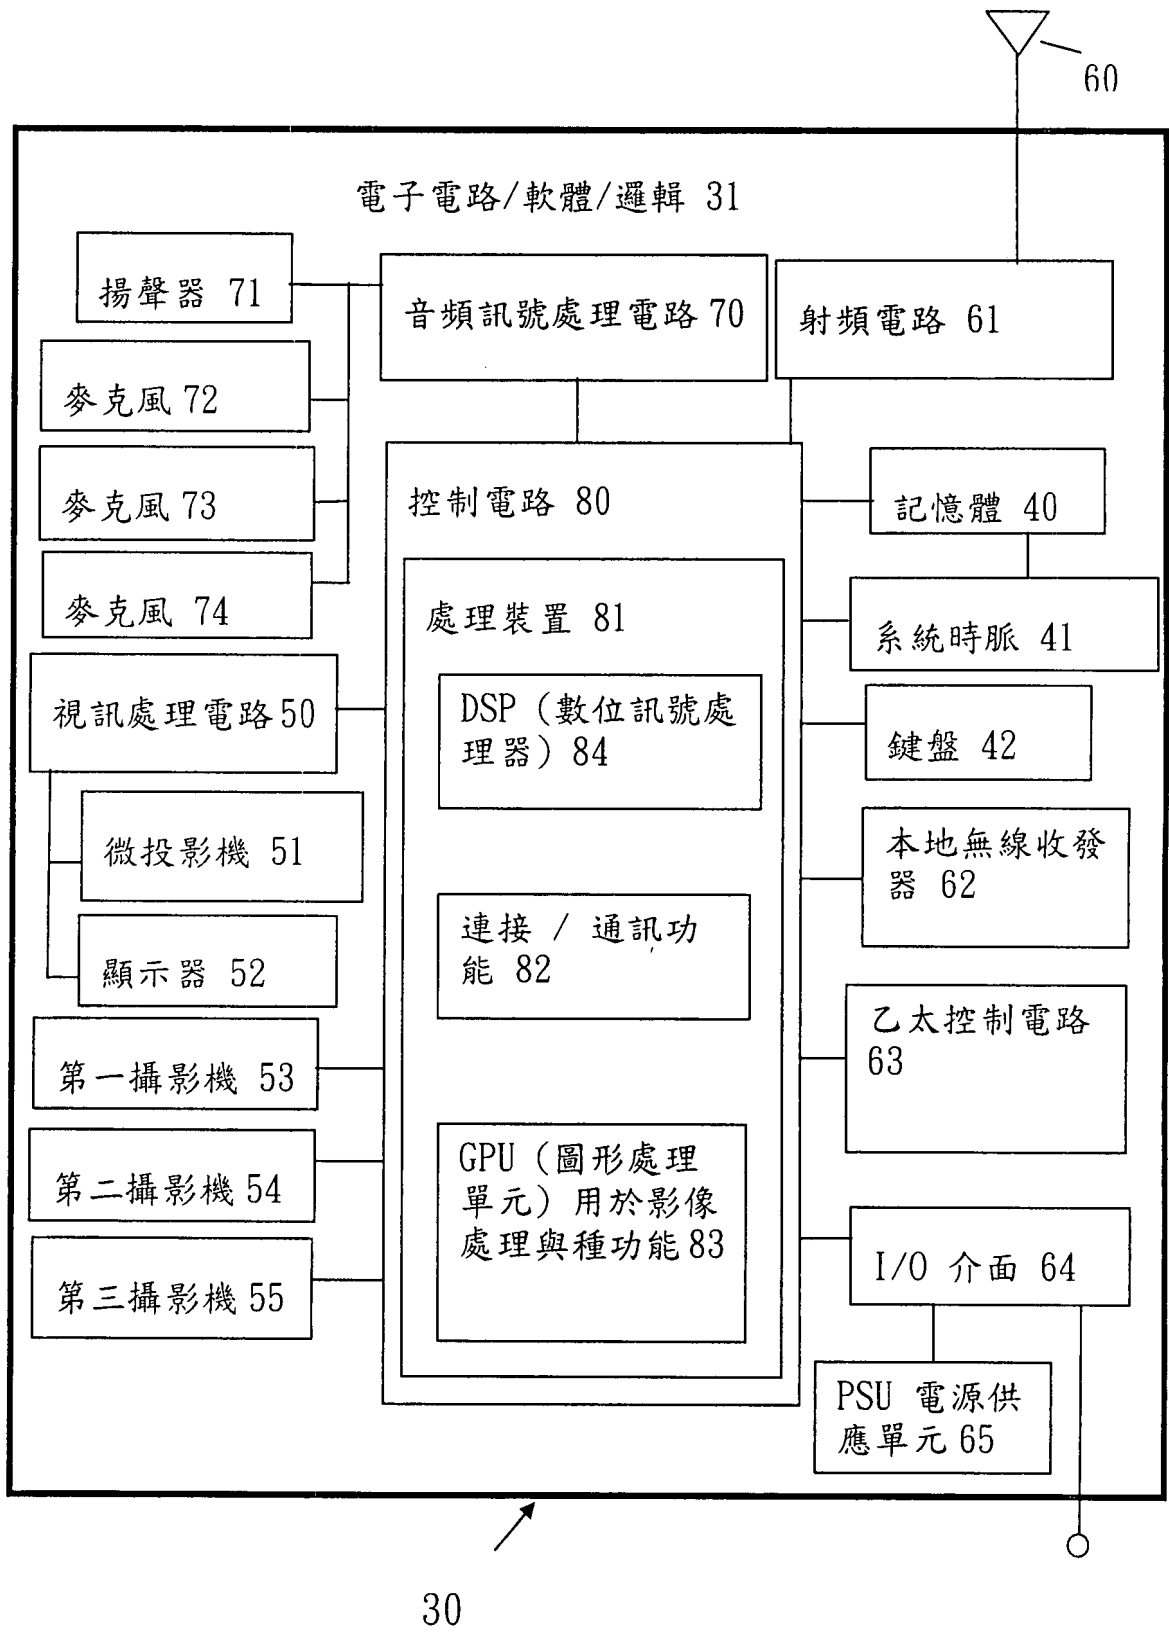 60
電子電路/軟體/邏輯 31
揚聲器 71
音頻訊號處理電路 70
射頻電路 61
麥克風 72
麥克風 73
麥克風 74
控制電路 80
記憶體 40
處理裝置 81
系統時脈 41
視訊處理電路 50
DSP (數位訊號處
理器) 84
鍵盤 42
微投影機 51
本地無線收發
器 62
連接 / 通訊功
能 82
顯示器 52
乙太控制電路
63
第一攝影機 53
第二攝影機 54
第三攝影機 55
GPU (圖形處理
單元) 用於影像
處理與種功能 83
I/O 介面 64
PSU 電源供
應單元 65
30